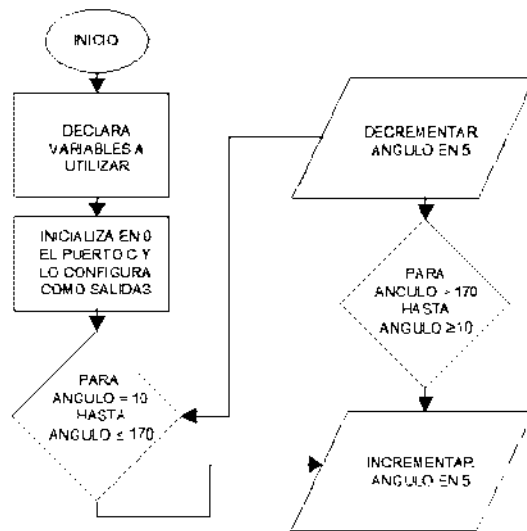 INICIO
DECLARA
VARIABLES A
UTILIZAR
INICIALIZA EN 0
EL PUERTO C Y
LO CONFIGURA
COMO SALIDAS
PARA
ANGULO = 10
HASTA
ANGULO ≤ 170
DECREMENTAR
ANGULO EN 5
PARA
ANGULO = 170
HASTA
ANGULO ≥10
INCREMENTAR
ANGULO EN 5